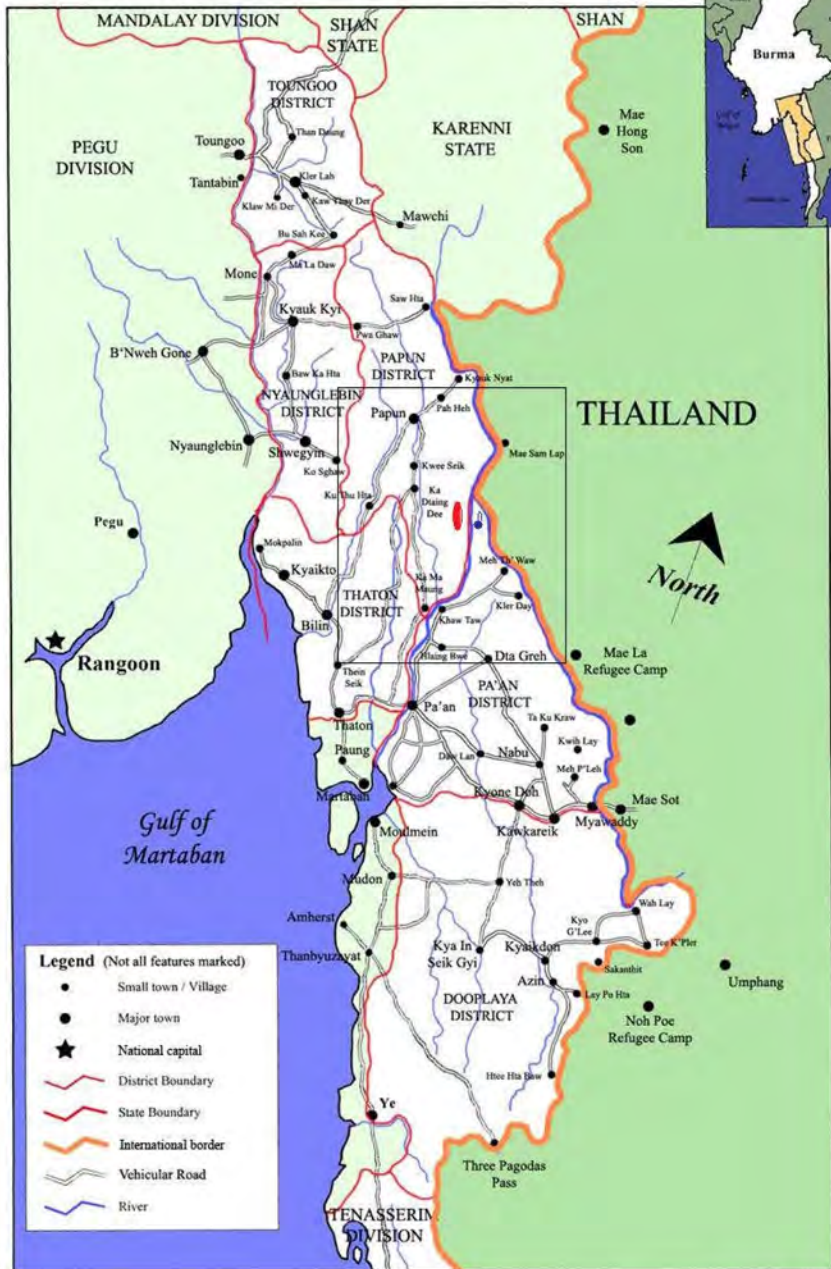 MANDALAY DIVISION
SHAN
STATE
SHAN
Burma
TOUNGOO
DISTRICT
Than Daung
Mae
Hong
Son
PEGU
DIVISION
KARENNI
STATE
Toungoo
Tantabin
Kler Lah
Klaw Mi Der
Kaw Thay Der
Mawchi
Bu Sah Kee
Ma La Daw
Mone
Saw Hta
Kyauk Kyi
Pwa Ghaw
B'Nweh Gone
PAPUN
DISTRICT
Baw Ka Hta
Kyauk Nyat
NYAUNGLEBIN
DISTRICT
Pah Heh
Papun
THAILAND
Nyaunglebin
Shwegyin
Mae Sam Lap
Ko Sghaw
Kwee Seik
Ku Thu Hta
Ka
Dtaing
Dee
Pegu
Mokpalin
Meh Th' Waw
Kyaikto
North
THATON
DISTRICT
Ka Ma
Maung
Kler Day
Bilin
Khaw Taw
Rangoon
Hlaing Bwe
Dta Greh
Mae La
Refugee Camp
Thein
Seik
PA'AN
DISTRICT
Pa'an
Thaton
Ta Ku Kraw
Paung
Daw Lan
Nabu
Kwih Lay
Meh P'Leh
Martaban
Kyone Doh
Mae Sot
Myawaddy
Kawkareik
Gulf of
Martaban
Moulmein
Mudon
Yeh Theh
Wah Lay
Amherst
Kyo
G'Lee
Kya In
Seik Gyi
Kyaikdon
Tee K'Pler
Thanbyuzayat
Sakanthit
Umphang
Azin
Lay Po Hta
DOOPLAYA
DISTRICT
Noh Poe
Refugee Camp
Htee Hta Baw
Ye
Three Pagodas
Pass
TENASSERIM
DIVISION
Legend (Not all features marked)
Small town / Village
Major town
National capital
District Boundary
State Boundary
International border
Vehicular Road
River